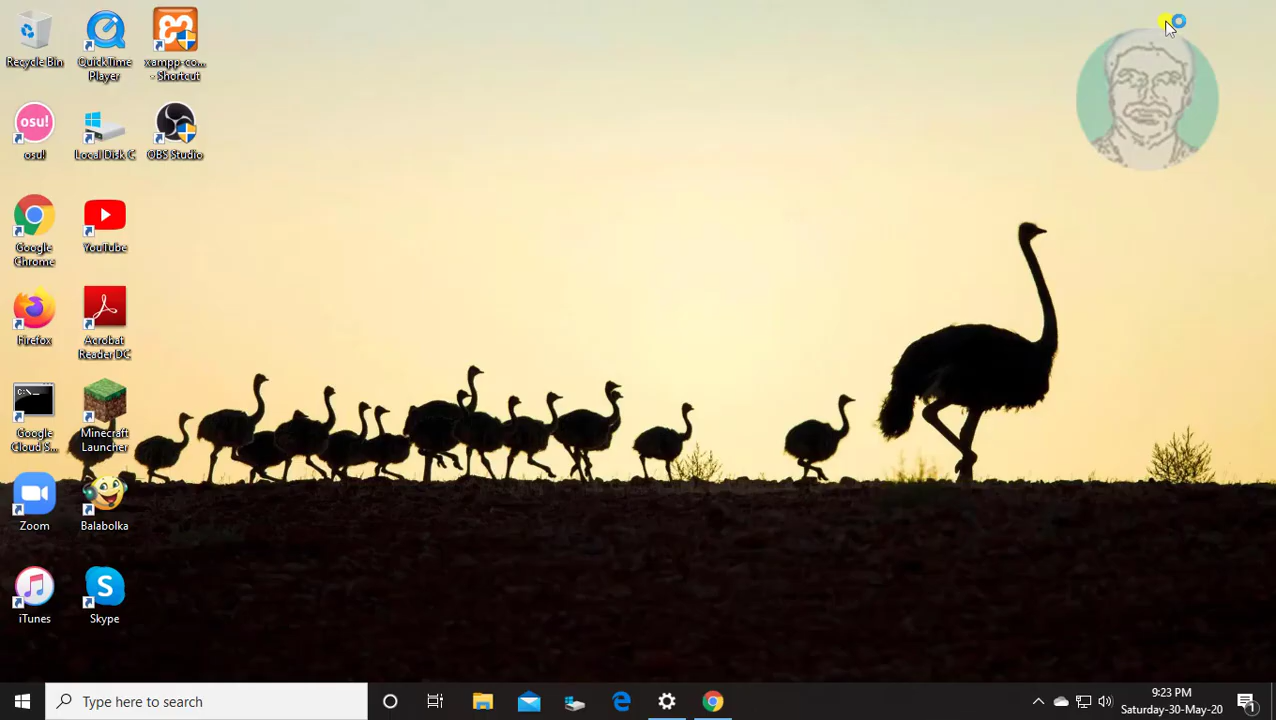 Recycle Bin
QuickTime Player
xampp-co... - Shortcut
osu!
osu!
Local Disk C
OBS Studio
Google Chrome
YouTube
Firefox
Acrobat Reader DC
C:\_
Google Cloud S...
Minecraft Launcher
Zoom
Balabolka
iTunes
S
Skype
Type here to search
9:23 PM
Saturday-30-May-20
1